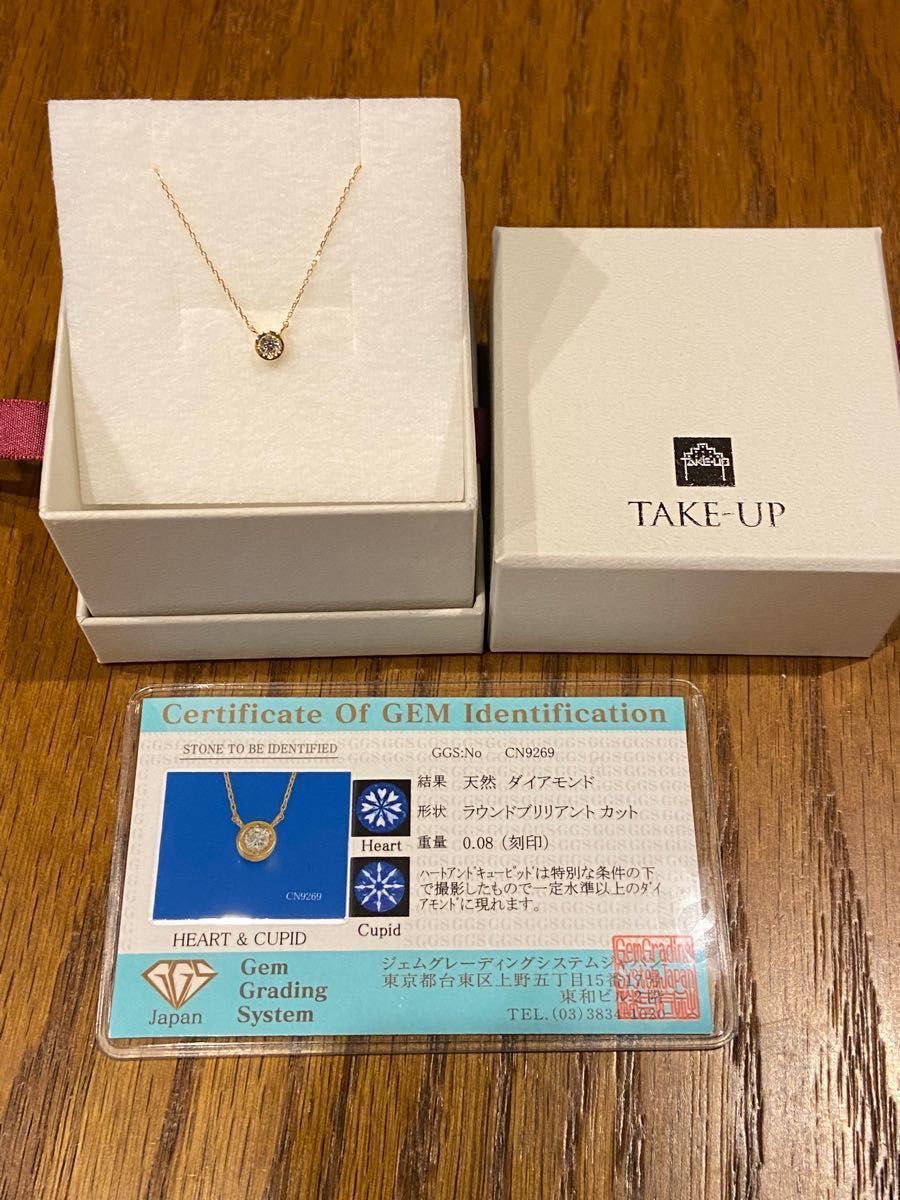 TAKE-UP
TAKE-UP
Certificate Of GEM Identification
STONE TO BE IDENTIFIED
GGS:No CN9269
結果 天然 ダイアモンド
形状 ラウンドブリリアント カット
重量 0.08 (刻印)
Heart
ハートアンドキューピッドは特別な条件の下
で撮影したもので一定水準以上のダイ
アモンドに現れます。
Cupid
CN9269
HEART & CUPID
GGS
Japan
Gem
Grading
System
ジェムグレーディングシステムジ
東京都台東区上野五丁目15番
東和ビル
TEL.(03)3834-
GemGrading
System Japan